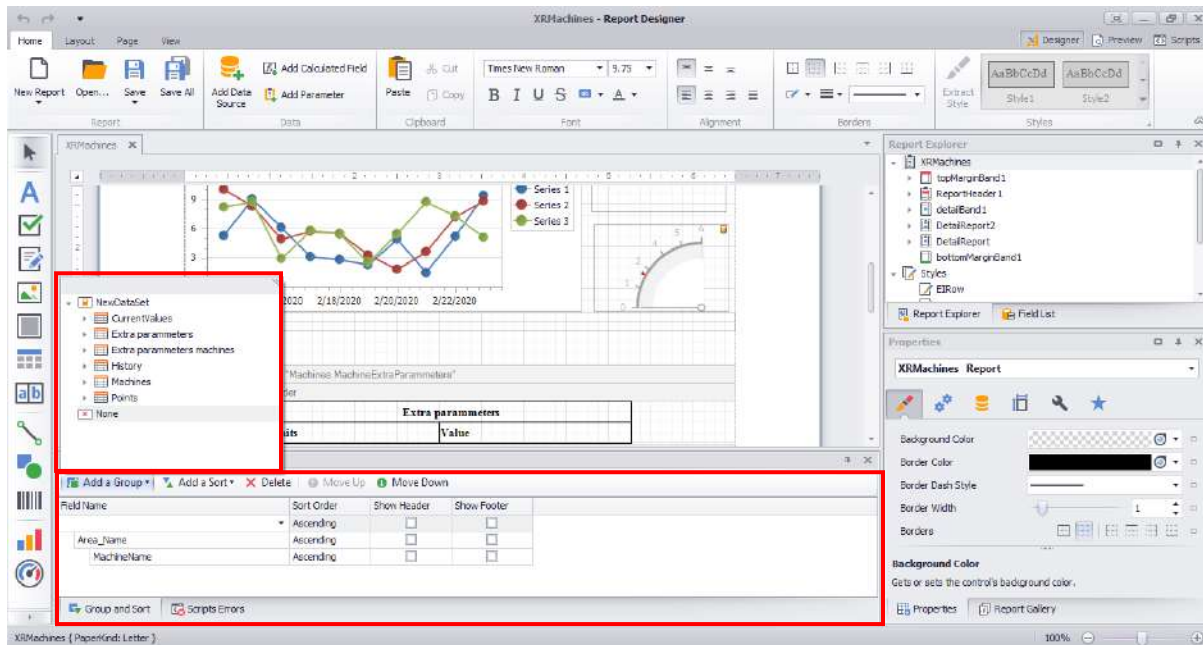 XRMachines - Report Designer
Home Layout Page View
Designer Preview Scripts
New Report Open... Save Save All
Add Data Source
Add Calculated Field
Add Parameter
Paste Cut
Copy
Times New Roman 9.75
B I U S A
Extract Style
AaBbCcDd AaBbCcDd
Style1 Style2
Report Data Clipboard Font Alignment Borders Styles
XRMachines
A
ab
9
6
3
Series 1
Series 2
Series 3
2020 2/18/2020 2/20/2020 2/22/2020
NewDataSet
CurrentValues
Extra parammeters
Extra parammeters machines
History
Machines
Points
None
"Machines.MachineExtraParammeters"
der
Extra parammeters
nits Value
Add a Group Add a Sort Delete Move Up Move Down
Field Name Sort Order Show Header Show Footer
Ascending
Area_Name Ascending
MachineName Ascending
Group and Sort Scripts Errors
Report Explorer
XRMachines
topMarginBand1
ReportHeader1
detailBand1
DetailReport2
DetailReport
bottomMarginBand1
Styles
EIRow
Report Explorer Field List
Properties
XRMachines Report
Background Color
Border Color
Border Dash Style
Border Width 1
Borders
Background Color
Gets or sets the control's background color.
Properties Report Gallery
XRMachines { PaperKind: Letter }
100%